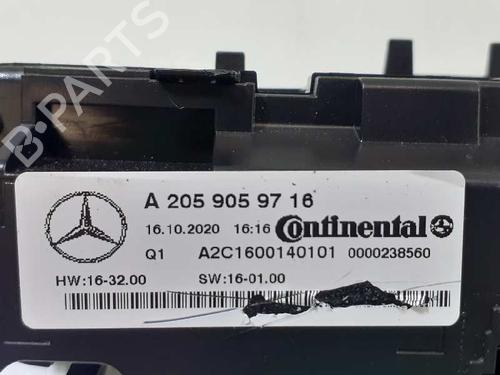 B-PARTS
A 205 905 97 16
16.10.2020 16:16 Continental
Q1 A2C1600140101 0000238560
HW:16-32.00 SW:16-01.00